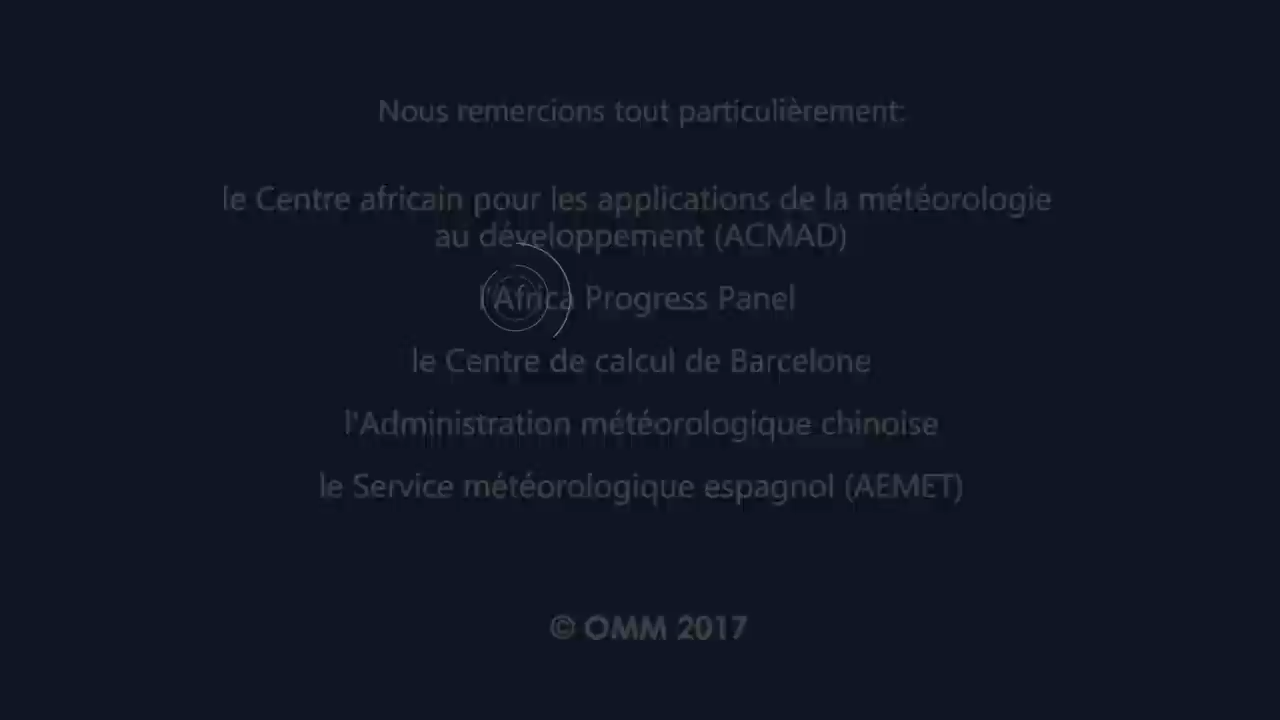 Nous remercions tout particulièrement:
le Centre africain pour les applications de la météorologie
au développement (ACMAD)
l'Africa Progress Panel
le Centre de calcul de Barcelone
l'Administration météorologique chinoise
le Service météorologique espagnol (AEMET)
© OMM 2017